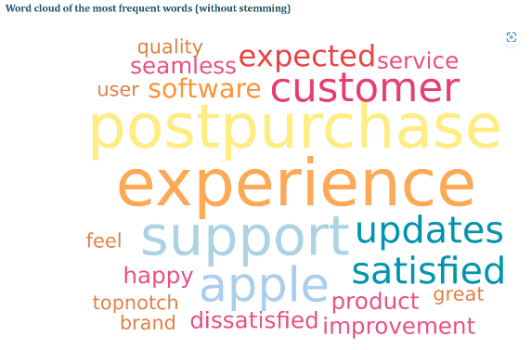 Word cloud of the most frequent words (without stemming)
quality
seamless expected service
user software customer
postpurchase
experience
feel support updates
satisfied
happy apple product great
topnotch
brand dissatisfied improvement